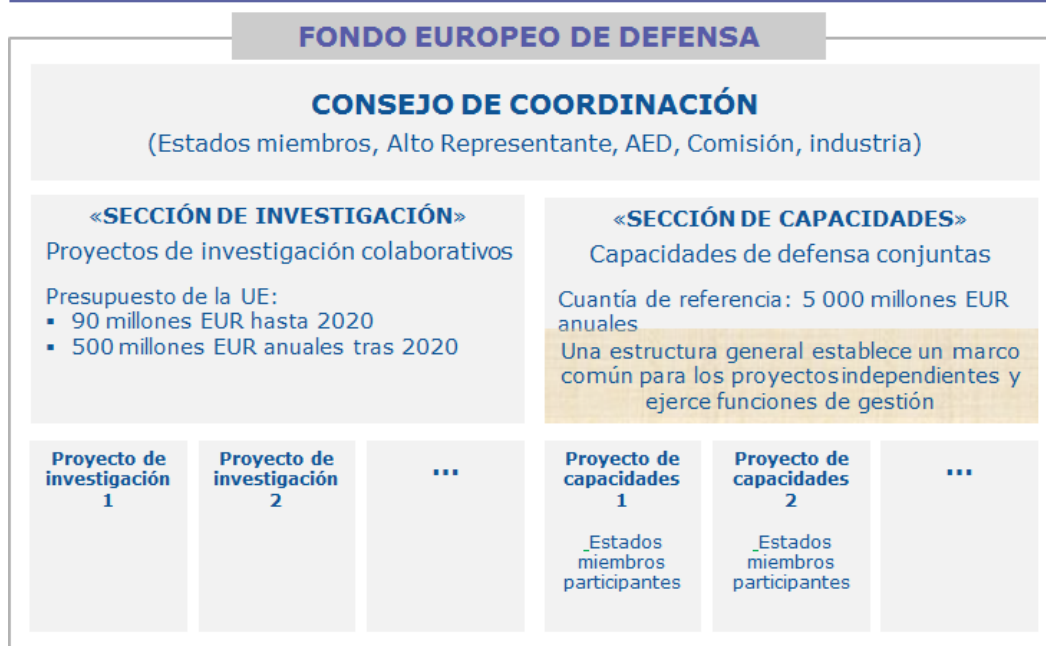 FONDO EUROPEO DE DEFENSA
CONSEJO DE COORDINACIÓN
(Estados miembros, Alto Representante, AED, Comisión, industria)
«SECCIÓN DE INVESTIGACIÓN»
Proyectos de investigación colaborativos
Presupuesto de la UE:
▪ 90 millones EUR hasta 2020
▪ 500 millones EUR anuales tras 2020
«SECCIÓN DE CAPACIDADES»
Capacidades de defensa conjuntas
Cuantía de referencia: 5 000 millones EUR
anuales
Una estructura general establece un marco
común para los proyectos independientes y
ejerce funciones de gestión
Proyecto de
investigación
1
Proyecto de
investigación
2
...
Proyecto de
capacidades
1
Estados
miembros
participantes
Proyecto de
capacidades
2
Estados
miembros
participantes
...